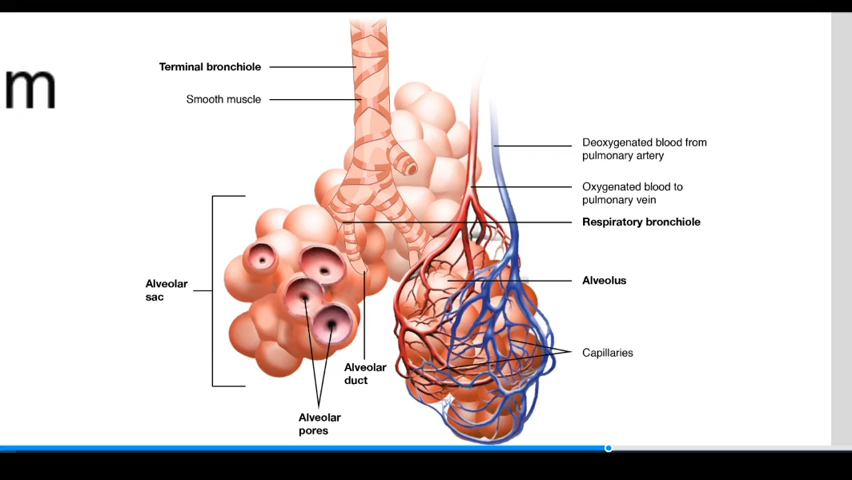 m
Terminal bronchiole
Smooth muscle
Deoxygenated blood from
pulmonary artery
Oxygenated blood to
pulmonary vein
Respiratory bronchiole
Alveolar
sac
Alveolus
Capillaries
Alveolar
duct
Alveolar
pores